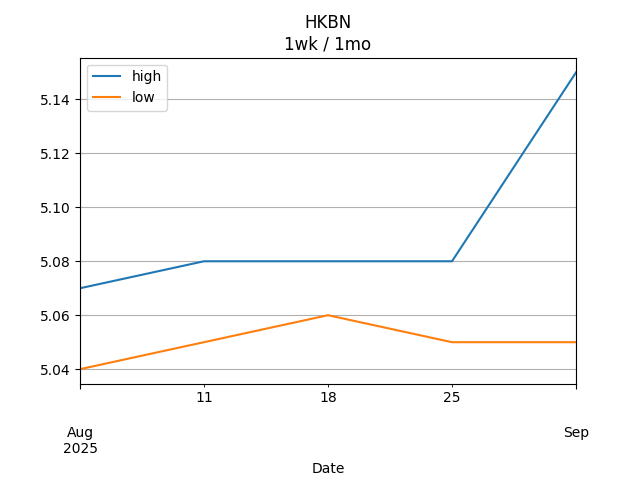 HKBN
1wk / 1mo
high
low
5.14
5.12
5.10
5.08
5.06
5.04
11
18
25
Aug
2025
Sep
Date